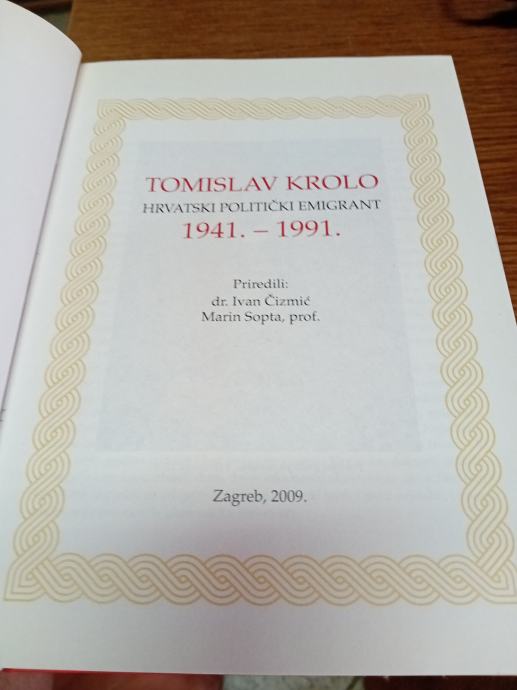 TOMISLAV KROLO
HRVATSKI POLITIČKI EMIGRANT
1941. – 1991.
Priredili:
dr. Ivan Čizmić
Marin Sopta, prof.
Zagreb, 2009.